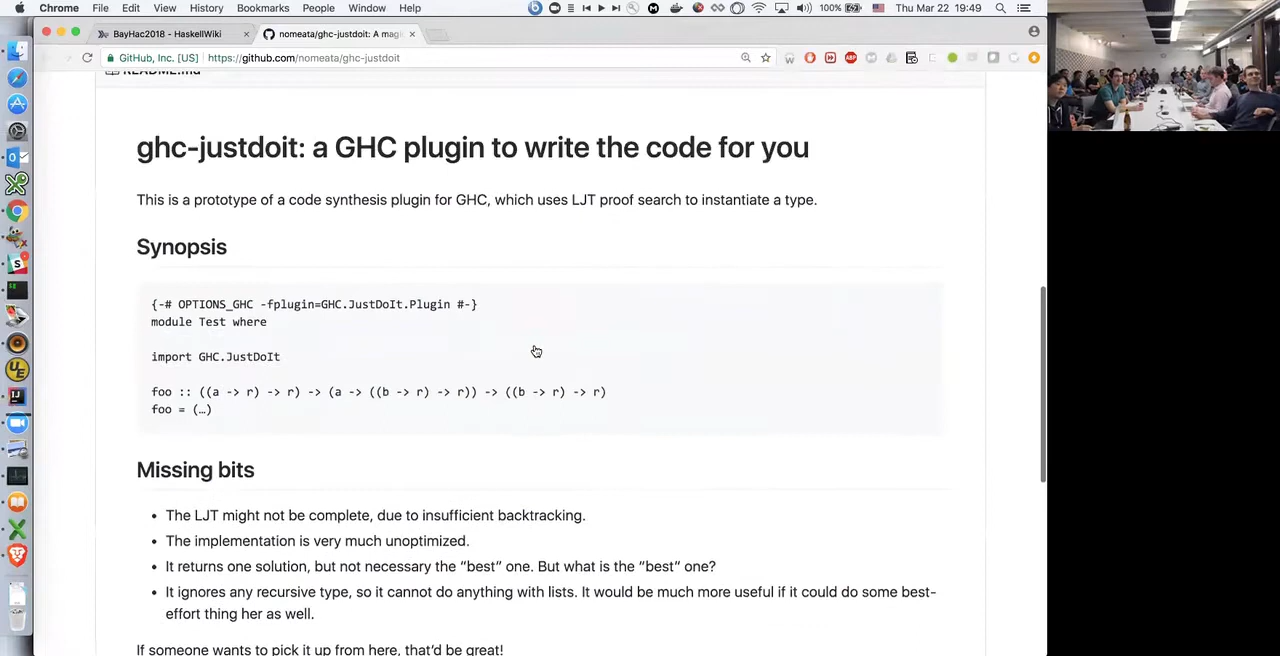 Chrome File Edit View History Bookmarks People Window Help 100% Thu Mar 22 19:49
BayHac2018 - HaskellWiki × nomeata/ghc-justdoit: A magi ×
GitHub, Inc. [US] https://github.com/nomeata/ghc-justdoit
README.md
ghc-justdoit: a GHC plugin to write the code for you
This is a prototype of a code synthesis plugin for GHC, which uses LJT proof search to instantiate a type.
Synopsis
{-# OPTIONS_GHC -fplugin=GHC.JustDoIt.Plugin #-}
module Test where
import GHC.JustDoIt
foo :: ((a -> r) -> r) -> (a -> ((b -> r) -> r)) -> ((b -> r) -> r)
foo = (…)
Missing bits
• The LJT might not be complete, due to insufficient backtracking.
• The implementation is very much unoptimized.
• It returns one solution, but not necessary the “best” one. But what is the “best” one?
• It ignores any recursive type, so it cannot do anything with lists. It would be much more useful if it could do some best-
effort thing her as well.
If someone wants to pick it up from here, that’d be great!